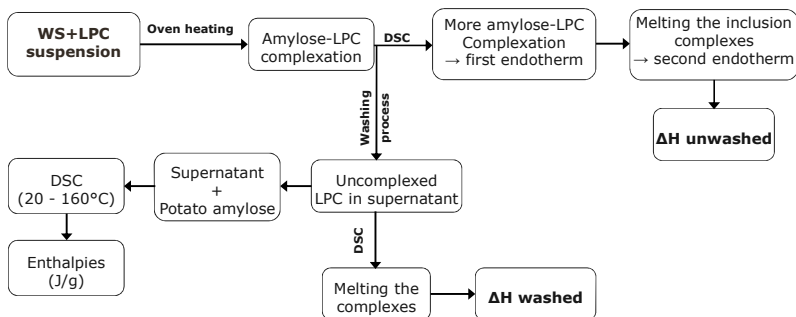 WS+LPC
suspension
Oven heating
Amylose-LPC
complexation
DSC
More amylose-LPC
Complexation
→ first endotherm
Melting the inclusion
complexes
→ second endotherm
ΔH unwashed
Washing
process
Uncomplexed
LPC in supernatant
Supernatant
+
Potato amylose
DSC
(20 - 160°C)
Enthalpies
(J/g)
DSC
Melting the
complexes
ΔH washed